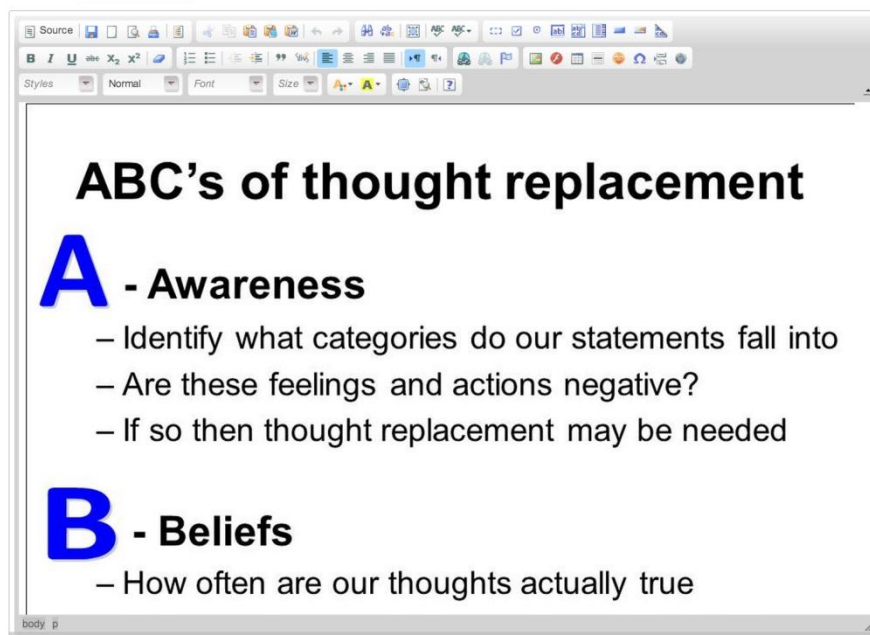 Source
Styles Normal Font Size
ABC’s of thought replacement
A - Awareness
– Identify what categories do our statements fall into
– Are these feelings and actions negative?
– If so then thought replacement may be needed
B - Beliefs
– How often are our thoughts actually true
body p